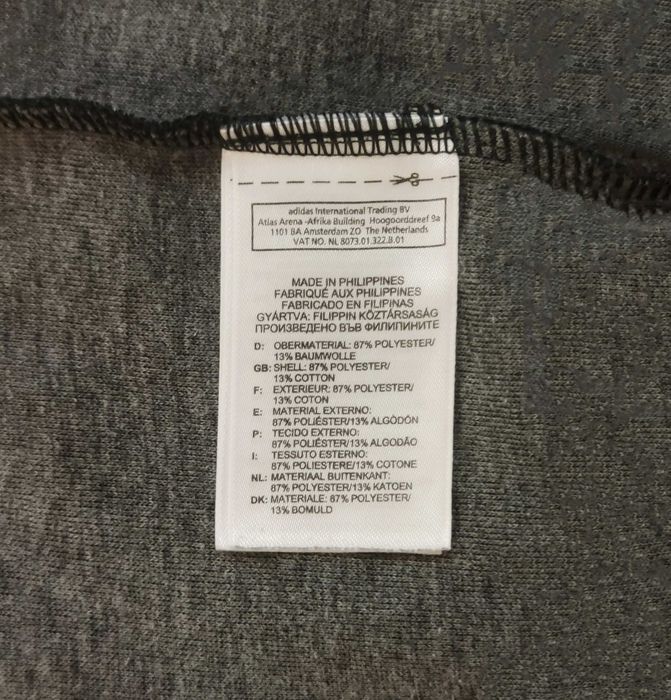 adidas International Trading BV
Atlas Arena -Afrika Building Hoogoorddreef 9a
1101 BA Amsterdam ZO The Netherlands
VAT NO. NL 8073.01.322.B.01
MADE IN PHILIPPINES
FABRIQUÉ AUX PHILIPPINES
FABRICADO EN FILIPINAS
GYÁRTVA: FILIPPIN KÖZTÁRSASÁG
ПРОИЗВЕДЕНО ВЪВ ФИЛИПИНИТЕ
D: OBERMATERIAL: 87% POLYESTER/
13% BAUMWOLLE
GB: SHELL: 87% POLYESTER/
13% COTTON
F: EXTERIEUR: 87% POLYESTER/
13% COTON
E: MATERIAL EXTERNO:
87% POLIÉSTER/13% ALGODÓN
P: TECIDO EXTERNO:
87% POLIÉSTER/13% ALGODÃO
I: TESSUTO ESTERNO:
87% POLIESTERE/13% COTONE
NL: MATERIAAL BUITENKANT:
87% POLYESTER/13% KATOEN
DK: MATERIALE: 87% POLYESTER/
13% BOMULD